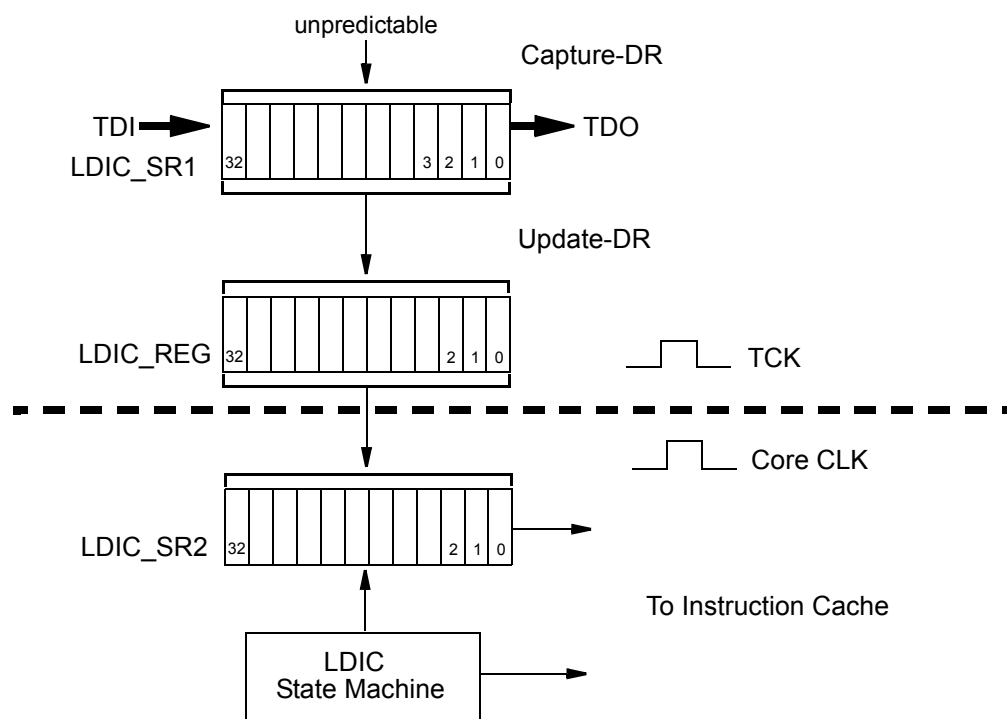 unpredictable
Capture-DR
TDI
TDO
LDIC_SR1
32 3 2 1 0
Update-DR
LDIC_REG
32 2 1 0
TCK
Core CLK
LDIC_SR2
32 2 1 0
To Instruction Cache
LDIC
State Machine